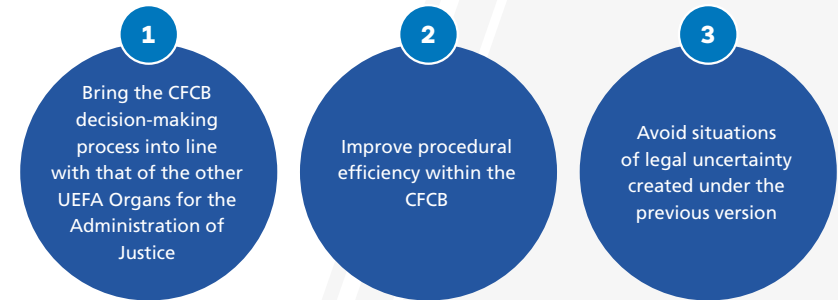 1
Bring the CFCB
decision-making
process into line
with that of the other
UEFA Organs for the
Administration of
Justice
2
Improve procedural
efficiency within the
CFCB
3
Avoid situations
of legal uncertainty
created under the
previous version